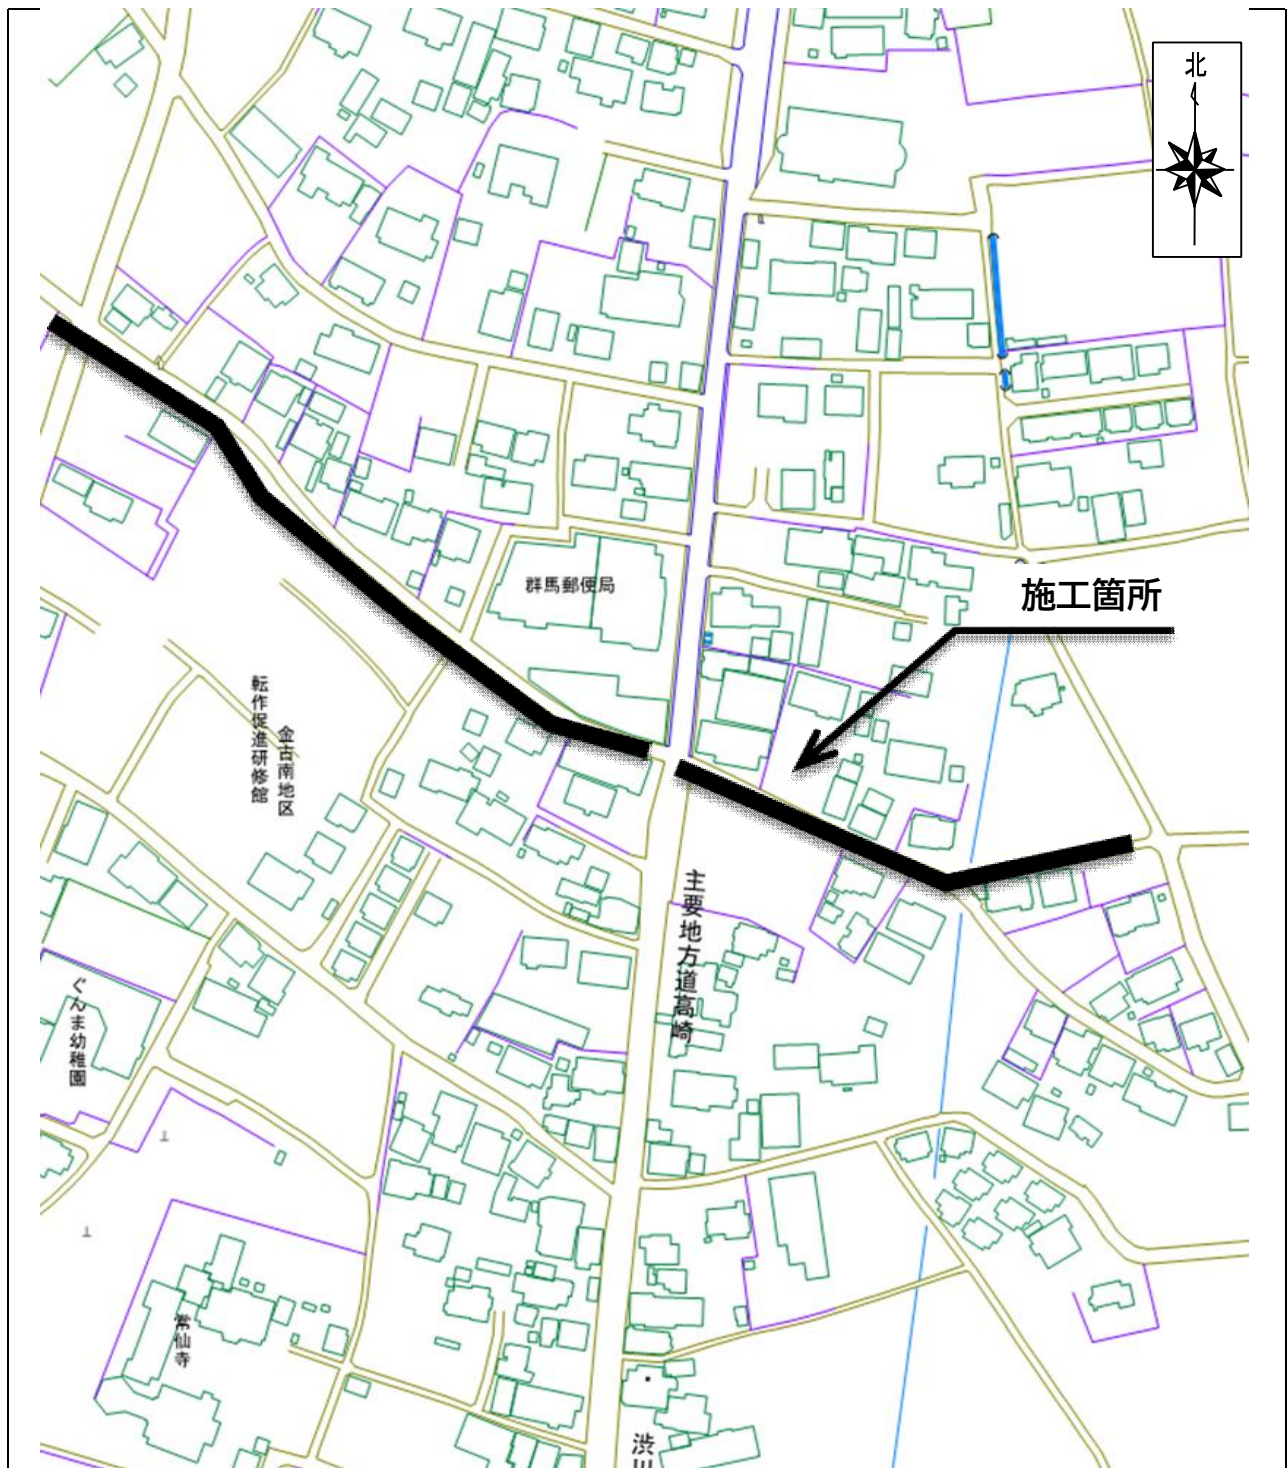 北
群馬郵便局
施工箇所
転作促進研修館
金古南地区
主要地方道高崎
ぐんま幼稚園
常仙寺
渋川